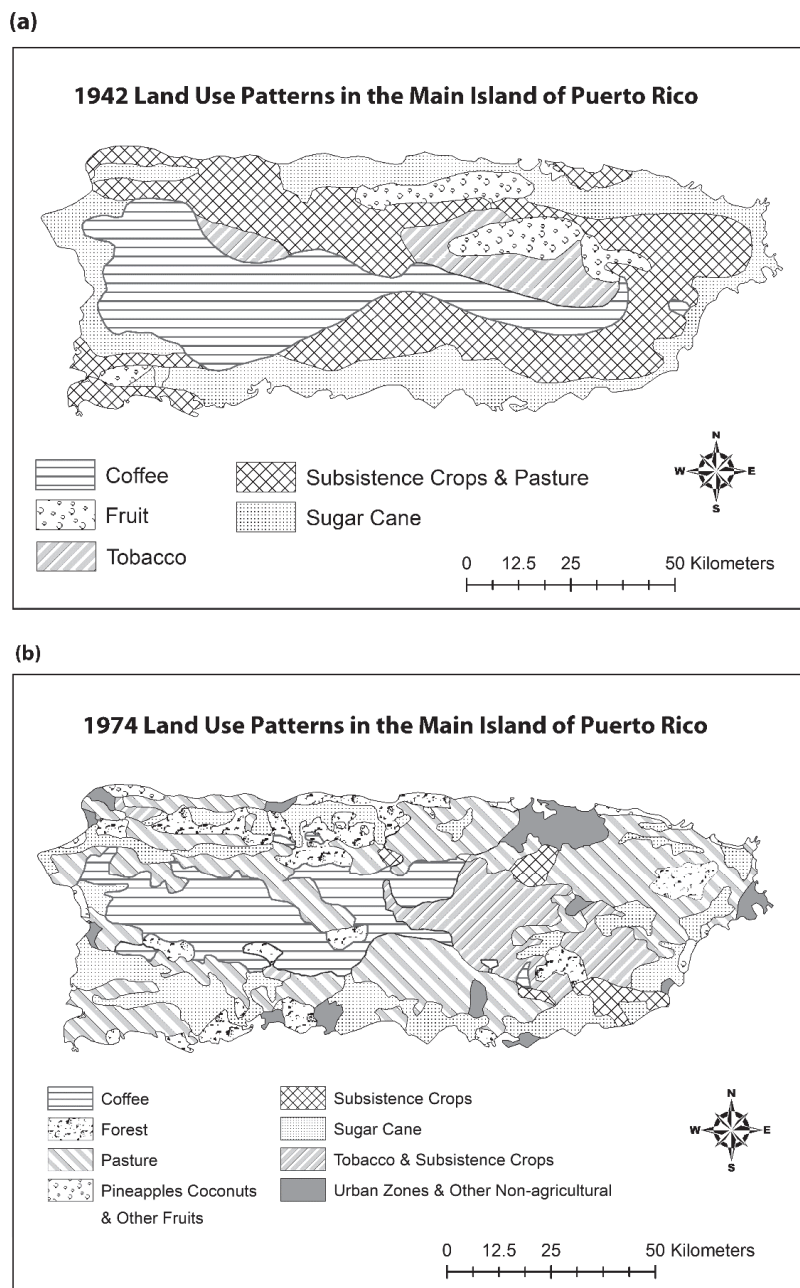 (a)
1942 Land Use Patterns in the Main Island of Puerto Rico
Coffee
Fruit
Tobacco
Subsistence Crops & Pasture
Sugar Cane
N
W E
S
0 12.5 25 50 Kilometers
(b)
1974 Land Use Patterns in the Main Island of Puerto Rico
Coffee
Forest
Pasture
Pineapples Coconuts
& Other Fruits
Subsistence Crops
Sugar Cane
Tobacco & Subsistence Crops
Urban Zones & Other Non-agricultural
N
W E
S
0 12.5 25 50 Kilometers